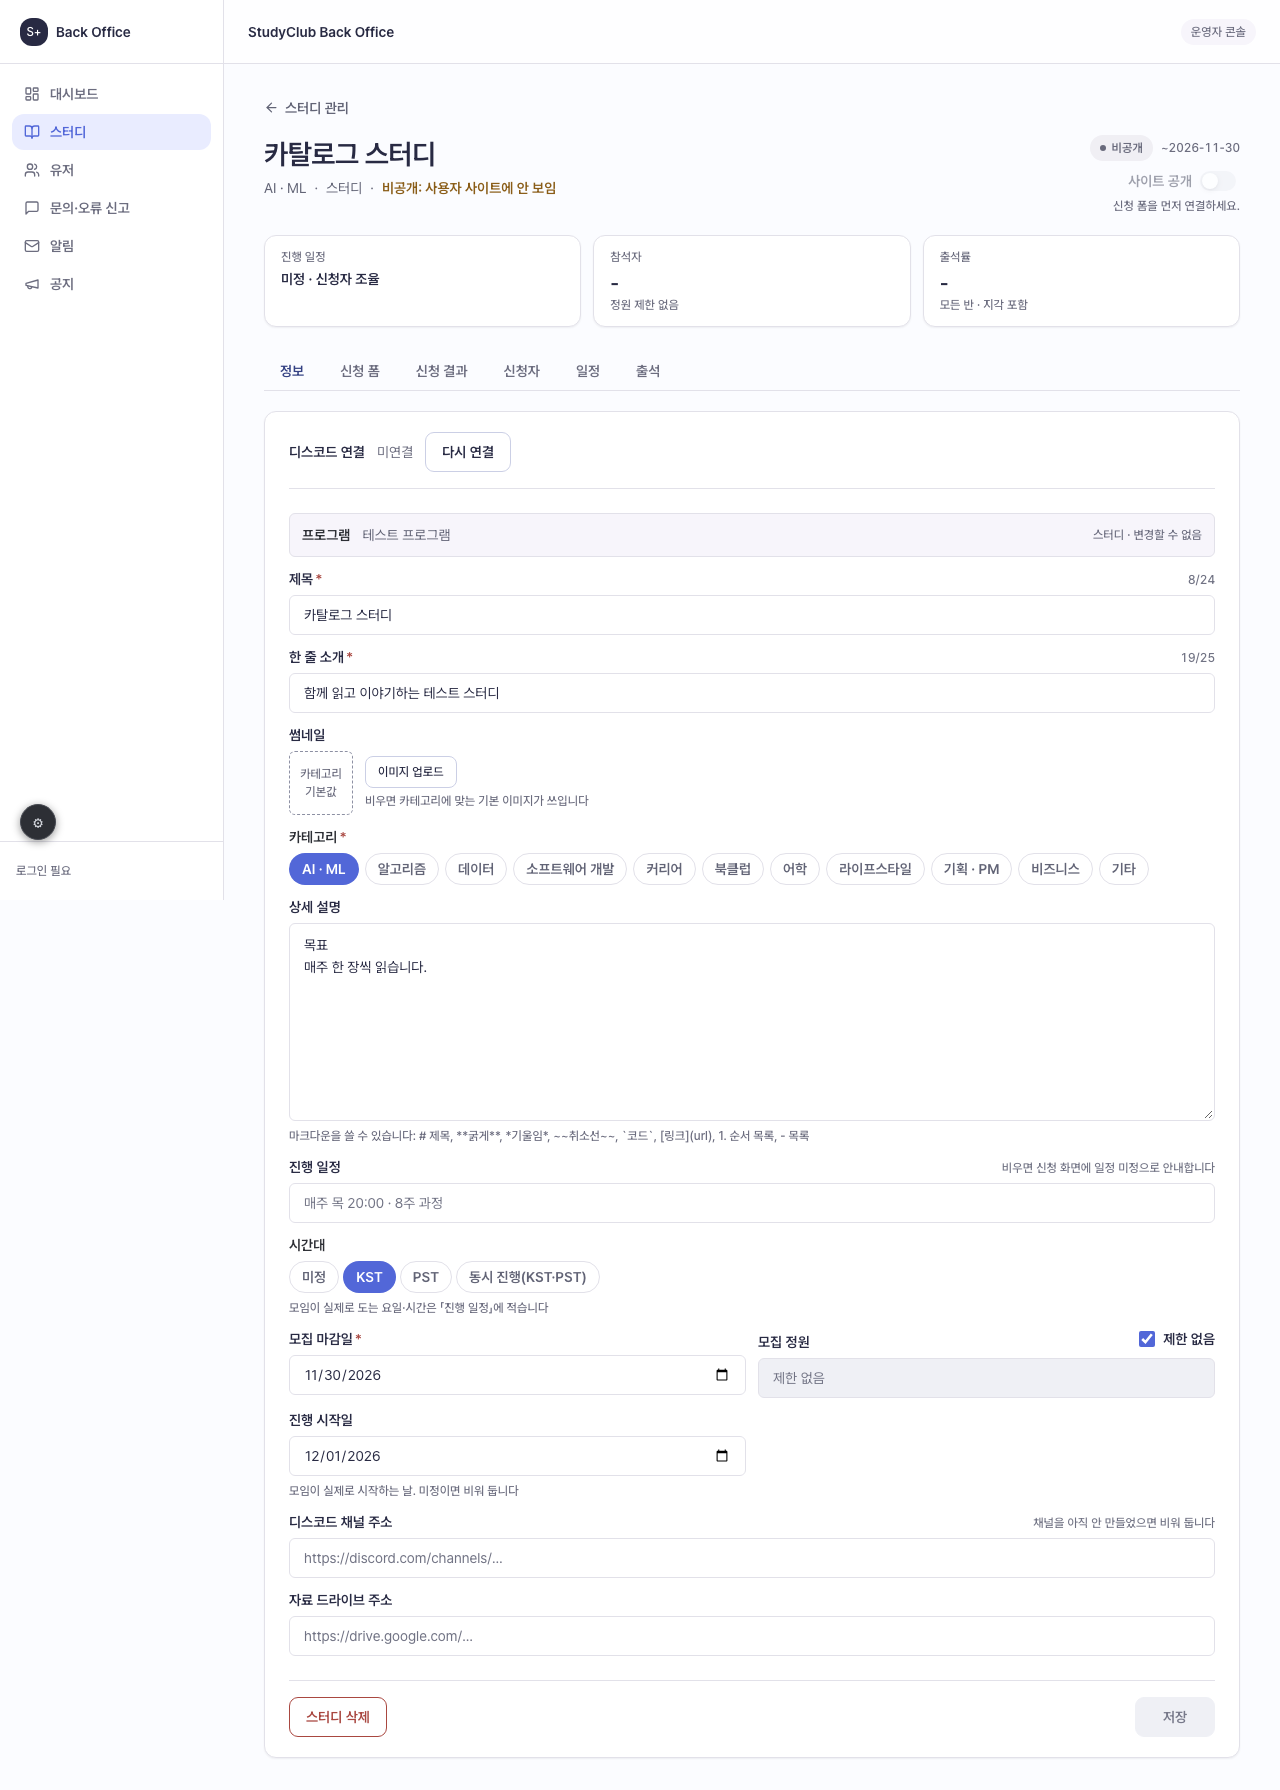 S+ Back Office
StudyClub Back Office
운영자 콘솔
대시보드
스터디
유저
문의·오류 신고
알림
공지
로그인 필요
← 스터디 관리
카탈로그 스터디
비공개 ~2026-11-30
AI · ML · 스터디 · 비공개: 사용자 사이트에 안 보임
사이트 공개
신청 폼을 먼저 연결하세요.
진행 일정
미정 · 신청자 조율
참석자
-
정원 제한 없음
출석률
-
모든 반 · 지각 포함
정보 신청 폼 신청 결과 신청자 일정 출석
디스코드 연결 미연결 다시 연결
프로그램 테스트 프로그램 스터디 · 변경할 수 없음
제목* 8/24
카탈로그 스터디
한 줄 소개* 19/25
함께 읽고 이야기하는 테스트 스터디
썸네일
카테고리
기본값
이미지 업로드
비우면 카테고리에 맞는 기본 이미지가 쓰입니다
카테고리*
AI · ML 알고리즘 데이터 소프트웨어 개발 커리어 북클럽 어학 라이프스타일 기획 · PM 비즈니스 기타
상세 설명
목표
매주 한 장씩 읽습니다.
마크다운을 쓸 수 있습니다: # 제목, **굵게**, *기울임*, ~~취소선~~, `코드`, [링크](url), 1. 순서 목록, - 목록
진행 일정 비우면 신청 화면에 일정 미정으로 안내합니다
매주 목 20:00 · 8주 과정
시간대
미정 KST PST 동시 진행(KST·PST)
모임이 실제로 도는 요일·시간은 「진행 일정」에 적습니다
모집 마감일*
11/30/2026
모집 정원 제한 없음
제한 없음
진행 시작일
12/01/2026
모임이 실제로 시작하는 날. 미정이면 비워 둡니다
디스코드 채널 주소 채널을 아직 안 만들었으면 비워 둡니다
https://discord.com/channels/...
자료 드라이브 주소
https://drive.google.com/...
스터디 삭제 저장